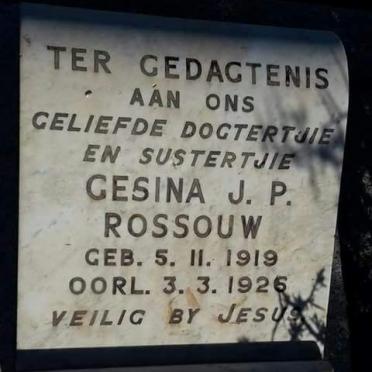 TER GEDAGTENIS
AAN ONS
GELIEFDE DOGTERTJIE
EN SUSTERTJIE
GESINA J. P.
ROSSOUW
GEB. 5. 11. 1919
OORL. 3. 3. 1926
VEILIG BY JESUS